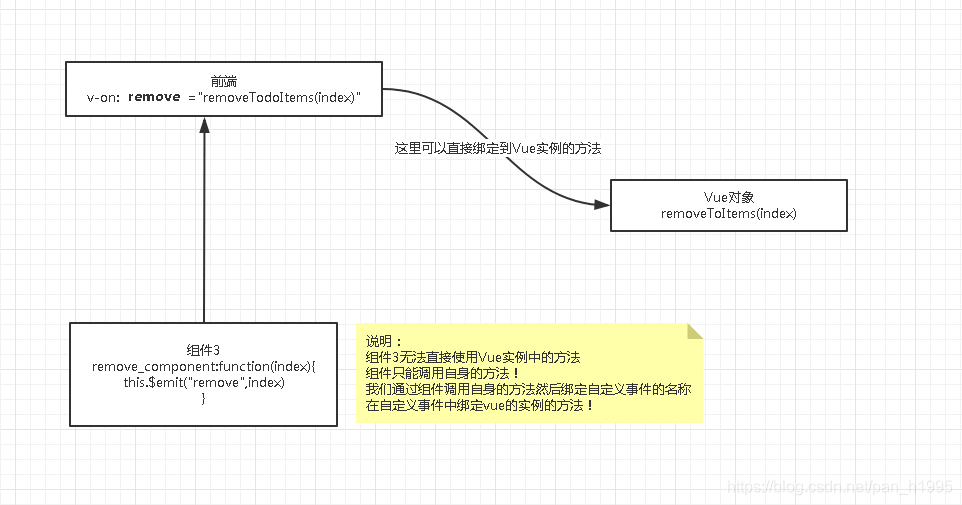 前端
v-on: remove ="removeTodoItems(index)"
这里可以直接绑定到Vue实例的方法
Vue对象
removeToItems(index)
组件3
remove_component:function(index){
this.$emit("remove",index)
}
说明：
组件3无法直接使用Vue实例中的方法
组件只能调用自身的方法！
我们通过组件调用自身的方法然后绑定自定义事件的名称
在自定义事件中绑定vue的实例的方法！
https://blog.csdn.net/pan_h1995